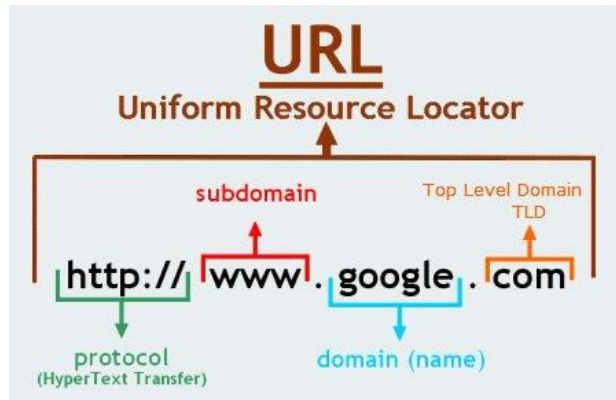 URL
Uniform Resource Locator
subdomain
Top Level Domain
TLD
http:// www . google . com
protocol
(HyperText Transfer)
domain (name)